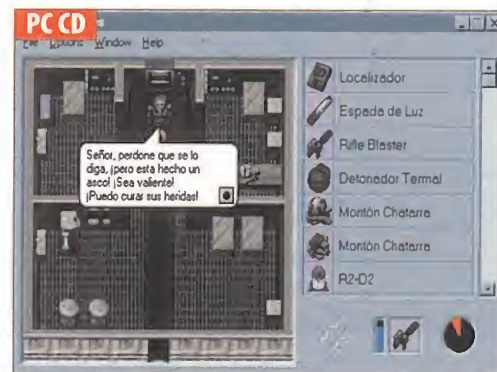 PC CD
File Options Window Help
Localizador
Espada de Luz
Rifle Blaster
Detonador Termal
Montón Chatarra
Montón Chatarra
R2-D2
Señor, perdone que se lo
diga, ¡pero esta hecho un
asco! ¡Sea valiente!
¡Puedo curar sus heridas!